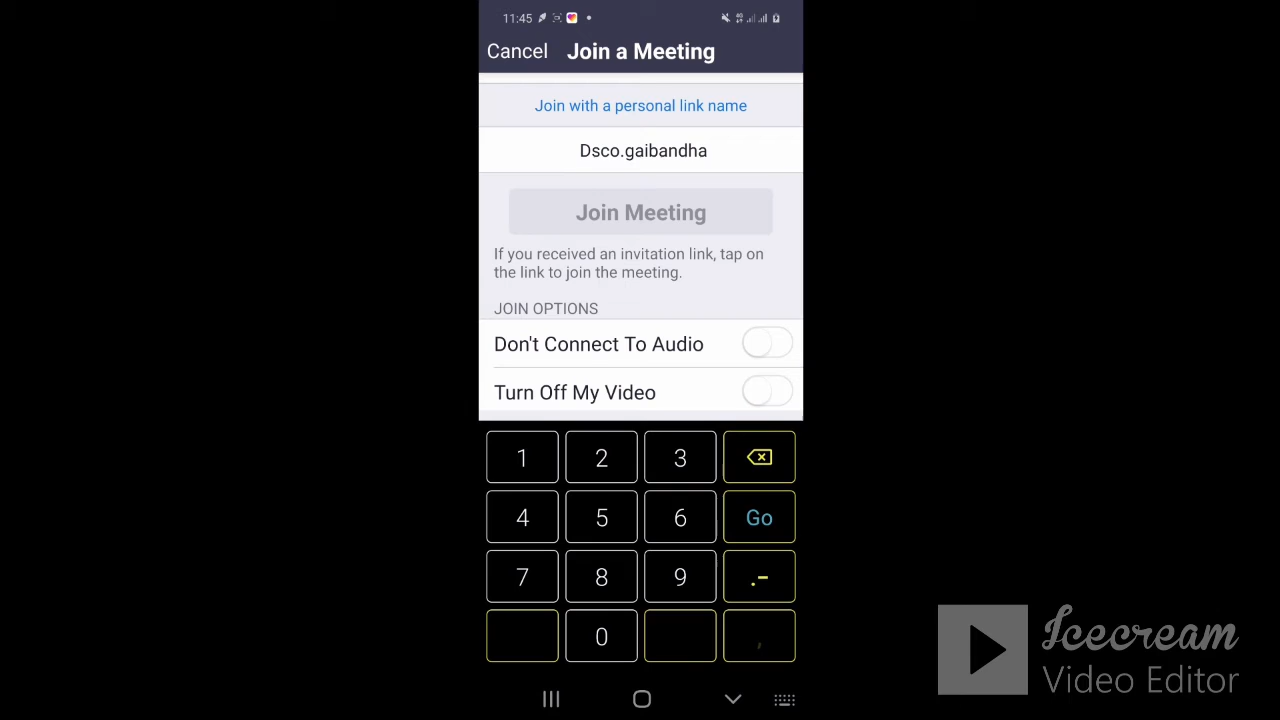 11:45
Cancel Join a Meeting
Join with a personal link name
Dsco.gaibandha
Join Meeting
If you received an invitation link, tap on
the link to join the meeting.
JOIN OPTIONS
Don't Connect To Audio
Turn Off My Video
1 2 3
4 5 6 Go
7 8 9 .-
0 ,
Icecream
Video Editor